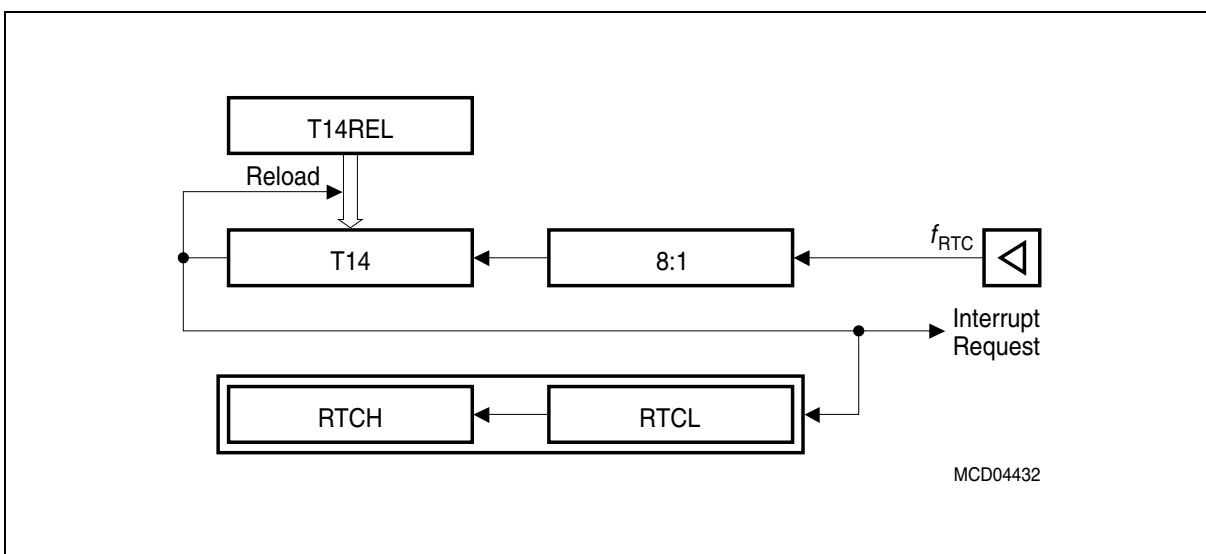 T14REL
Reload
T14
8:1
fRTC
Interrupt
Request
RTCH
RTCL
MCD04432